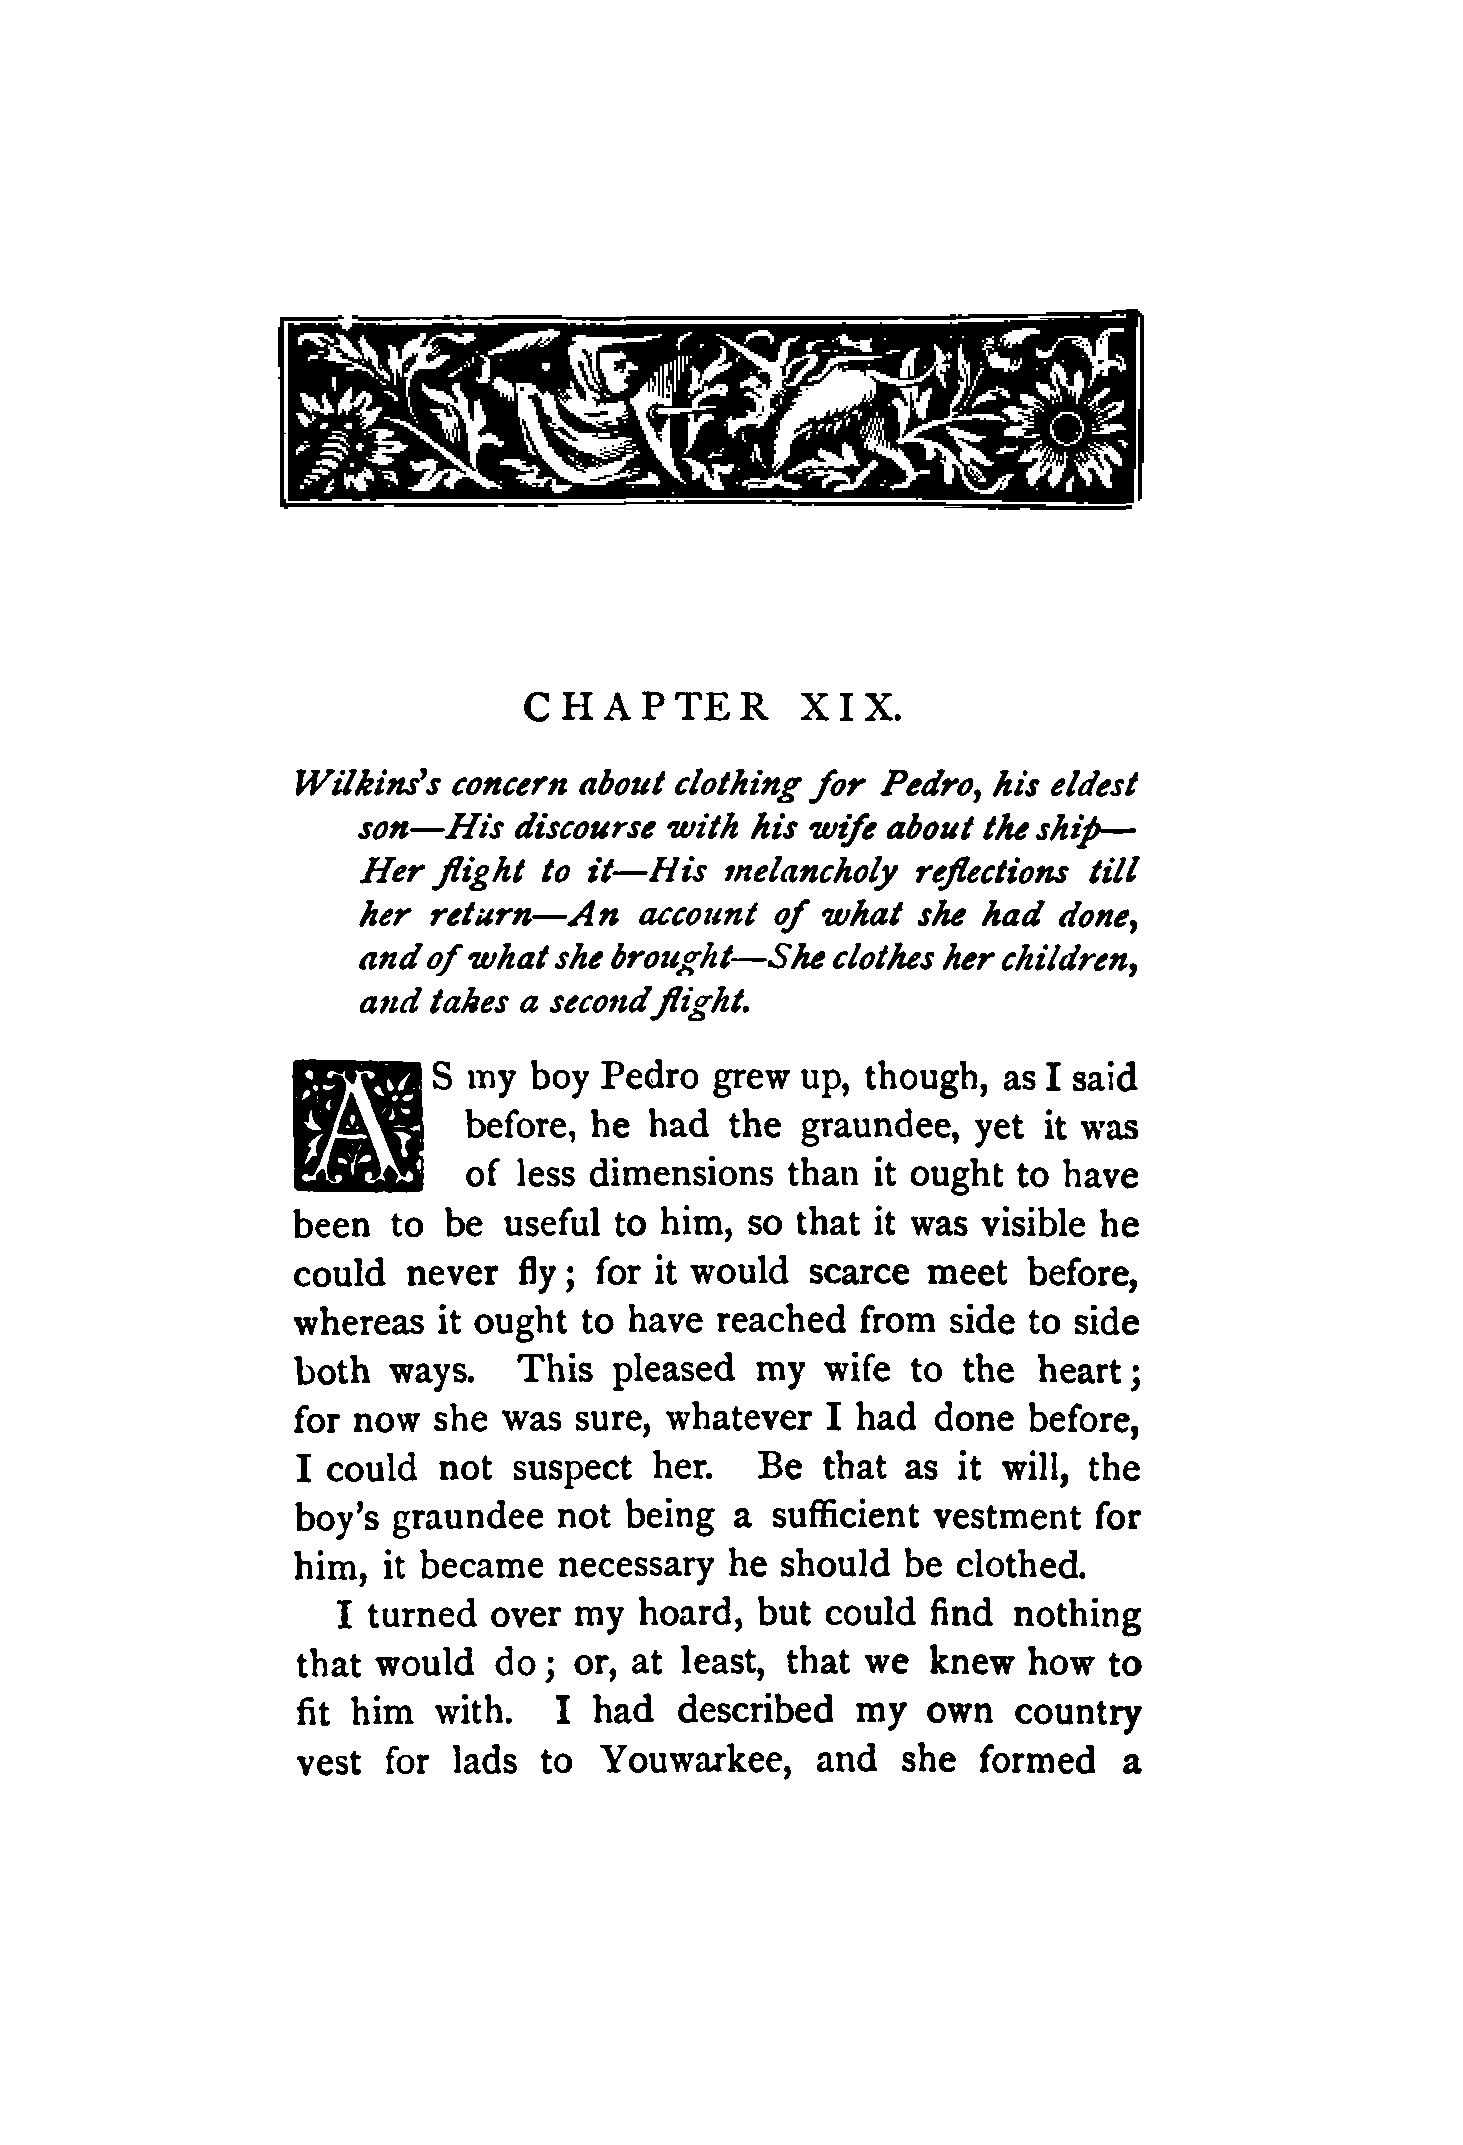 CHAPTER XIX.
Wilkins's concern about clothing for Pedro, his eldest
son—His discourse with his wife about the ship—
Her flight to it—His melancholy reflections till
her return—An account of what she had done,
and of what she brought—She clothes her children,
and takes a second flight.
AS my boy Pedro grew up, though, as I said
before, he had the graundee, yet it was
of less dimensions than it ought to have
been to be useful to him, so that it was visible he
could never fly; for it would scarce meet before,
whereas it ought to have reached from side to side
both ways. This pleased my wife to the heart;
for now she was sure, whatever I had done before,
I could not suspect her. Be that as it will, the
boy's graundee not being a sufficient vestment for
him, it became necessary he should be clothed.
I turned over my hoard, but could find nothing
that would do; or, at least, that we knew how to
fit him with. I had described my own country
vest for lads to Youwarkee, and she formed a